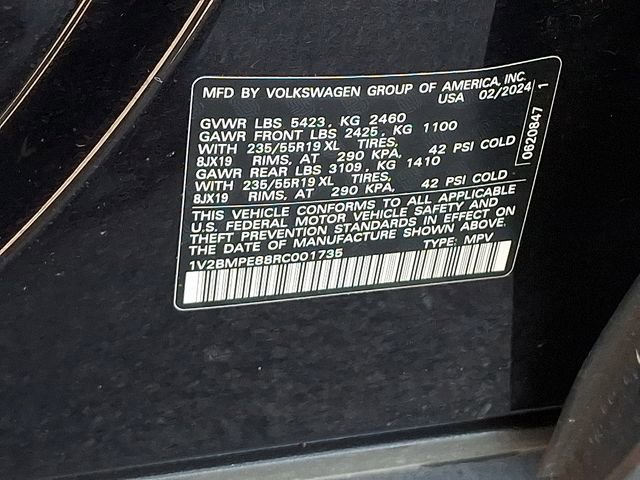 MFD BY VOLKSWAGEN GROUP OF AMERICA, INC.
USA 02/2024
GVWR LBS 5423, KG 2460
GAWR FRONT LBS 2425, KG 1100
WITH 235/55R19 XL TIRES,
8JX19 RIMS, AT 290 KPA, 42 PSI COLD
GAWR REAR LBS 3109, KG 1410
WITH 235/55R19 XL TIRES,
8JX19 RIMS, AT 290 KPA, 42 PSI COLD
THIS VEHICLE CONFORMS TO ALL APPLICABLE
U.S. FEDERAL MOTOR VEHICLE SAFETY AND
THEFT PREVENTION STANDARDS IN EFFECT ON
THE DATE OF MANUFACTURE SHOWN ABOVE.
1V2BMPE88RC001735 TYPE: MPV
0620847 1